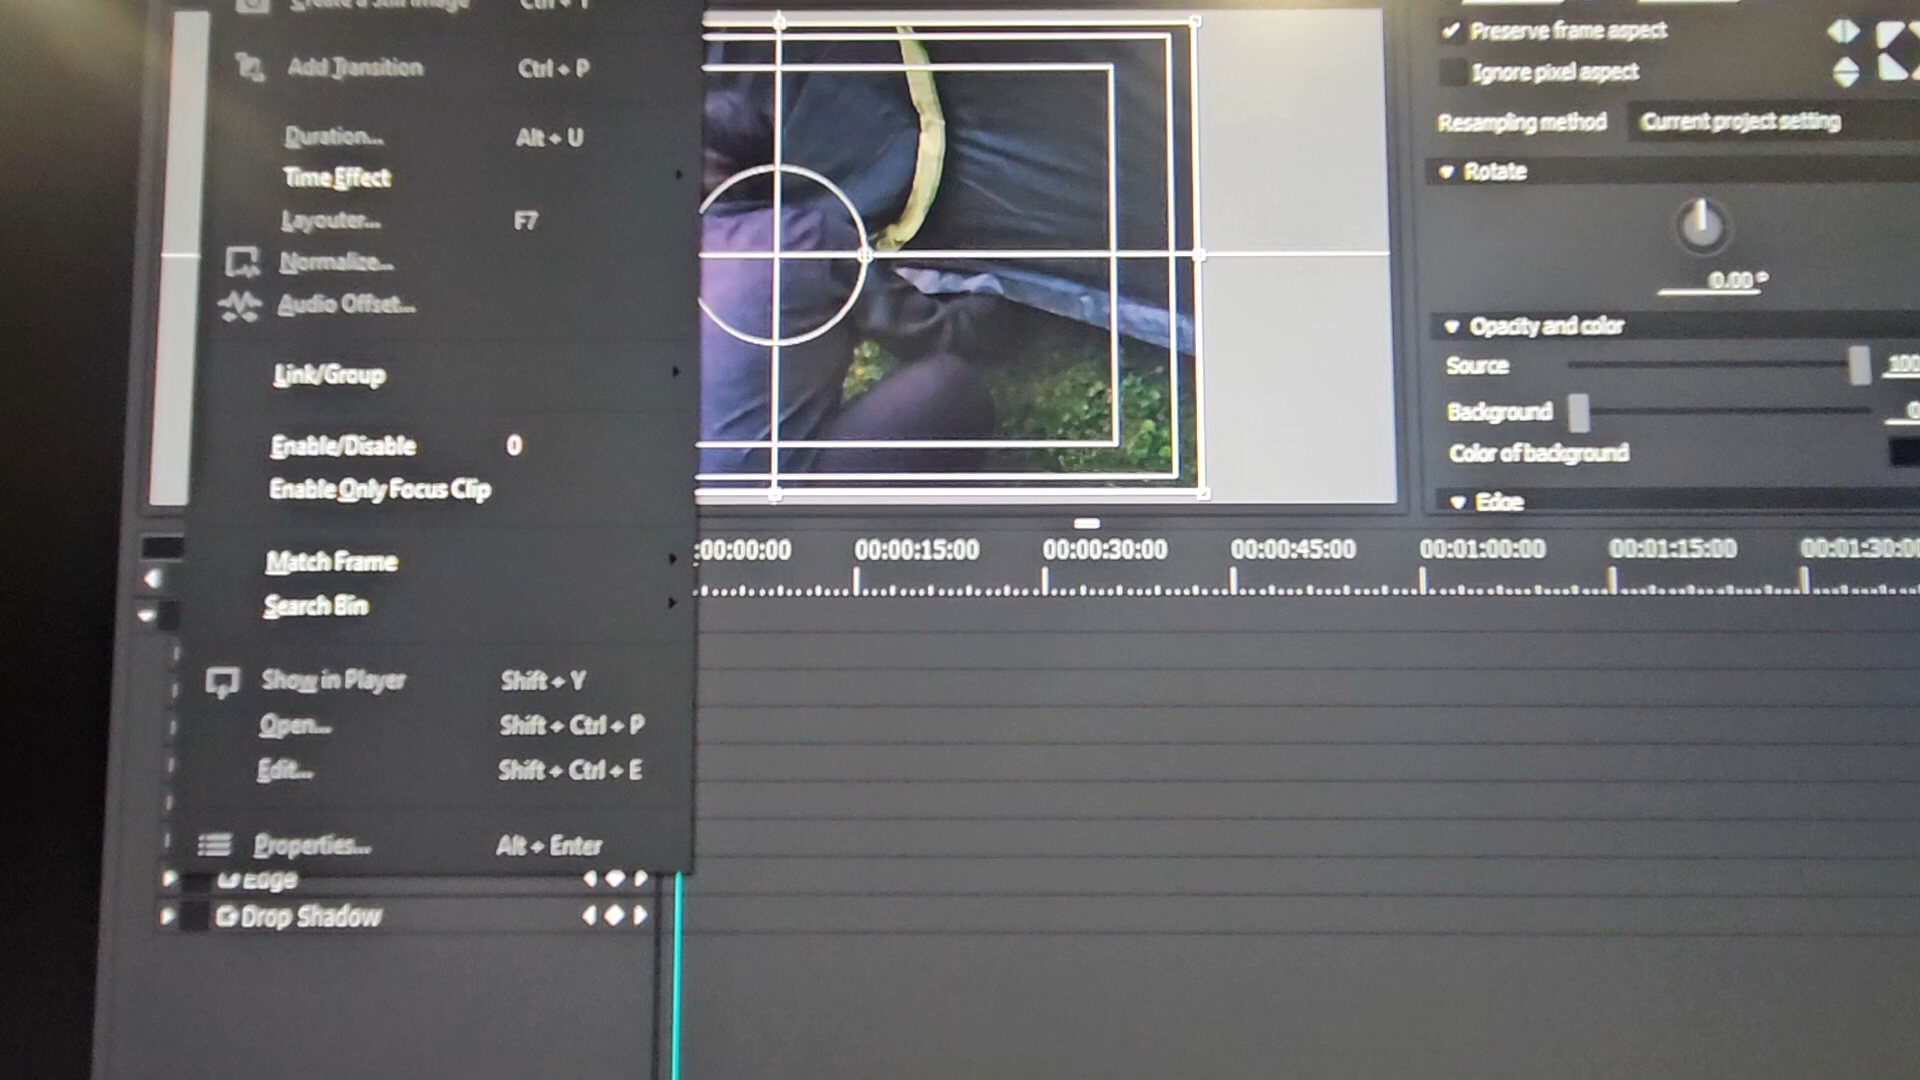 Create a Still Image Ctrl + T
Add Transition Ctrl + P
Duration... Alt + U
Time Effect
Layouter... F7
Normalize...
Audio Offset...
Link/Group
Enable/Disable 0
Enable Only Focus Clip
Match Frame
Search Bin
Show in Player Shift + Y
Open... Shift + Ctrl + P
Edit... Shift + Ctrl + E
Properties... Alt + Enter
Edge
Drop Shadow
Preserve frame aspect
Ignore pixel aspect
Resampling method Current project setting
Rotate
0.00 °
Opacity and color
Source 100
Background 0
Color of background
Edge
:00:00:00 00:00:15:00 00:00:30:00 00:00:45:00 00:01:00:00 00:01:15:00 00:01:30:00